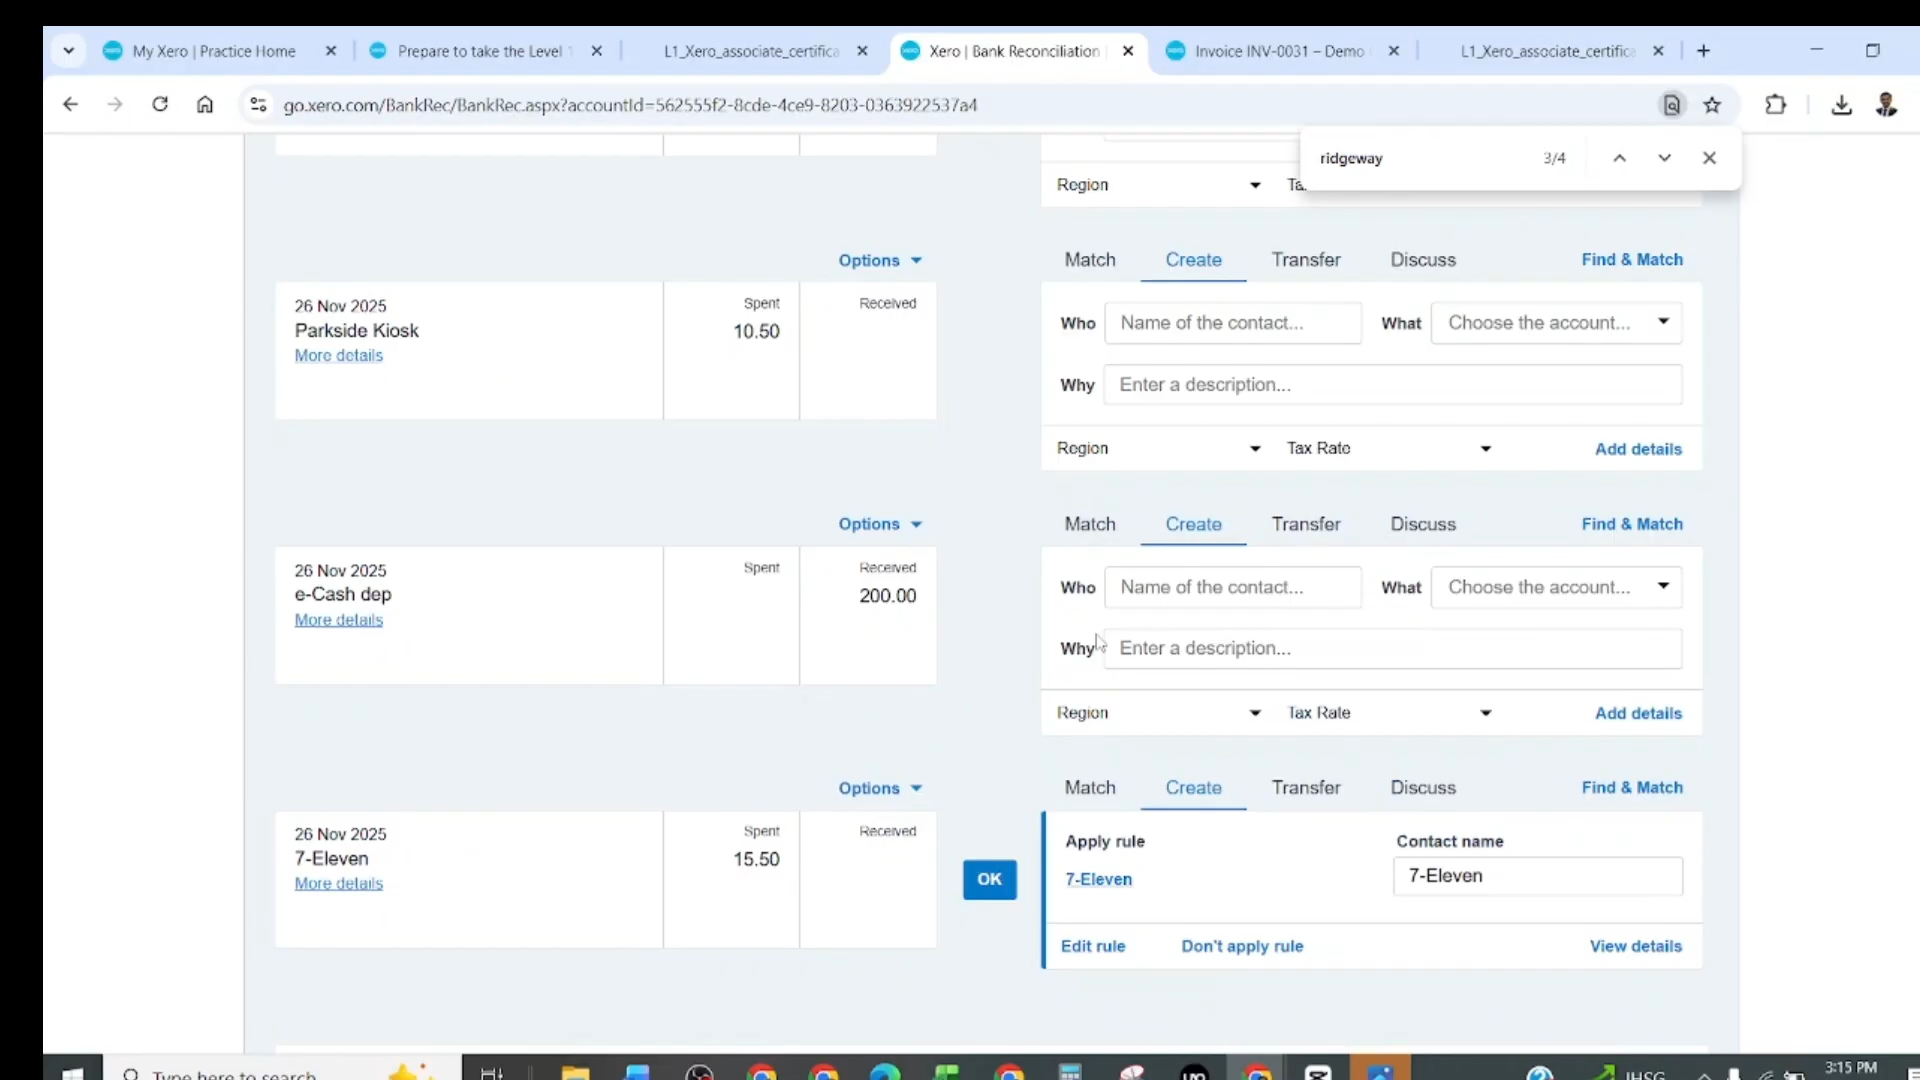 My Xero | Practice Home
Prepare to take the Level 1
L1_Xero_associate_certifica
Xero | Bank Reconciliation
Invoice INV-0031 – Demo
L1_Xero_associate_certific
go.xero.com/BankRec/BankRec.aspx?accountId=562555f2-8cde-4ce9-8203-0363922537a4
ridgeway 3/4
Region
Options Match Create Transfer Discuss Find & Match
26 Nov 2025 Spent Received
Parkside Kiosk 10.50
More details
Who Name of the contact... What Choose the account...
Why Enter a description...
Region Tax Rate Add details
Options Match Create Transfer Discuss Find & Match
26 Nov 2025 Spent Received
e-Cash dep 200.00
More details
Who Name of the contact... What Choose the account...
Why Enter a description...
Region Tax Rate Add details
Options Match Create Transfer Discuss Find & Match
26 Nov 2025 Spent Received
7-Eleven 15.50
More details
OK
Apply rule Contact name
7-Eleven 7-Eleven
Edit rule Don't apply rule View details
Type here to search
IHSG
3:15 PM